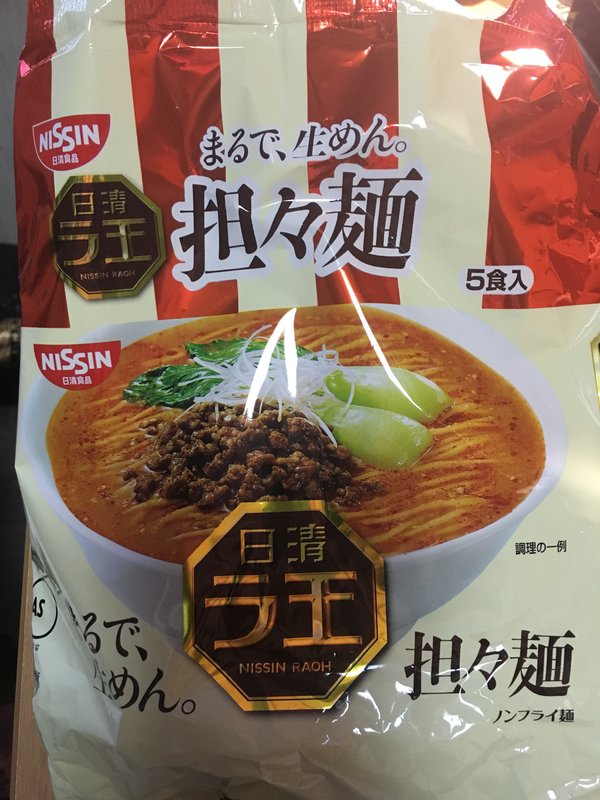 NISSIN
日清食品
まるで、生めん。
日清
ラ王
NISSIN RAOH
担々麺
5食入
NISSIN
日清食品
調理の一例
日清
ラ王
NISSIN RAOH
るで、
生めん。
担々麺
ノンフライ麺